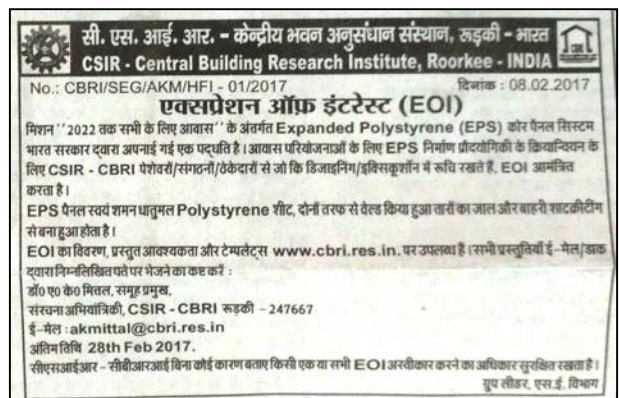 सी. एस. आई. आर. - केन्द्रीय भवन अनुसंधान संस्थान, रूड़की - भारत
CSIR - Central Building Research Institute, Roorkee - INDIA
No.: CBRI/SEG/AKM/HFI - 01/2017 दिनांक : 08.02.2017
एक्सप्रेशन ऑफ़ इंटरेस्ट (EOI)
मिशन ''2022 तक सभी के लिए आवास'' के अंतर्गत Expanded Polystyrene (EPS) कोर पैनल सिस्टम
भारत सरकार द्वारा अपनाई गई एक पद्धति है। आवास परियोजनाओं के लिए EPS निर्माण प्रौद्योगिकी के क्रियान्वियन के
लिए CSIR - CBRI पेशेवरों/संगठनों/ठेकेदारों से जो कि डिजाइनिंग/इक्सिकूशॉन में रूचि रखते हैं, EOI आमंत्रित
करता है।
EPS पैनल स्वयं शमन धातुमल Polystyrene शीट, दोनों तरफ से वेल्ड किया हुआ तारों का जाल और बाहरी शाटक्रीटींग
से बना हुआ होता है।
EOI का विवरण, प्रस्तुत आवश्यकता और टेम्पलेट्स www.cbri.res.in. पर उपलब्ध है। सभी प्रस्तुतियाँ ई-मेल/डाक
द्वारा निम्नलिखित पते पर भेजने का कष्ट करें :
डॉ० ए० के० मित्तल, समूह प्रमुख,
संरचना अभियांत्रिकी, CSIR - CBRI रूड़की - 247667
ई-मेल : akmittal@cbri.res.in
अंतिम तिथि 28th Feb 2017.
सीएसआईआर - सीबीआरआई बिना कोई कारण बताए किसी एक या सभी EOI अस्वीकार करने का अधिकार सुरक्षित रखता है।
ग्रुप लीडर, एस.ई. विभाग